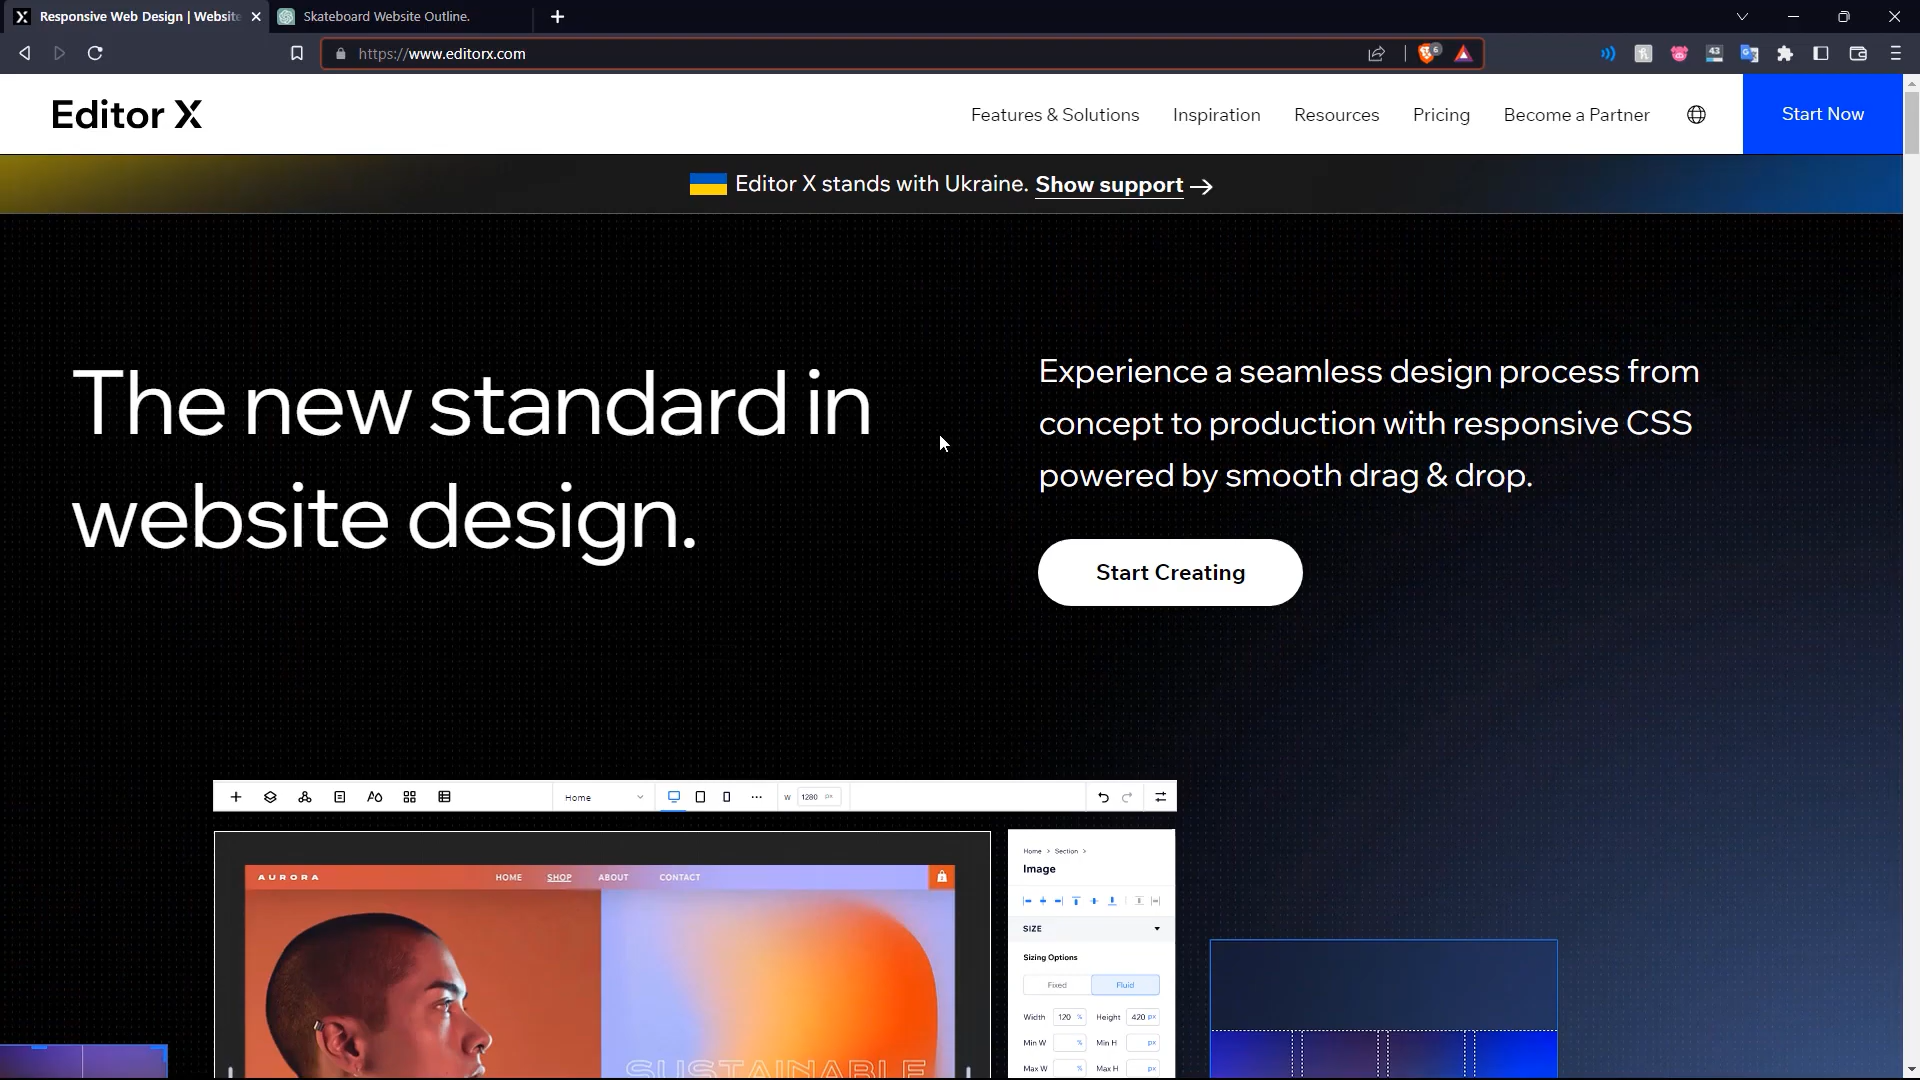 Responsive Web Design | Website
Skateboard Website Outline.
https://www.editorx.com
6
43
Editor X
Features & Solutions
Inspiration
Resources
Pricing
Become a Partner
Start Now
Editor X stands with Ukraine. Show support →
The new standard in
website design.
Experience a seamless design process from
concept to production with responsive CSS
powered by smooth drag & drop.
Start Creating
Home
W 1280 px
AURORA
HOME
SHOP
ABOUT
CONTACT
SUSTAINABLE
Home > Section >
Image
SIZE
Sizing Options
Fixed
Fluid
Width 120 % Height 420 px
Min W % Min H px
Max W % Max H px